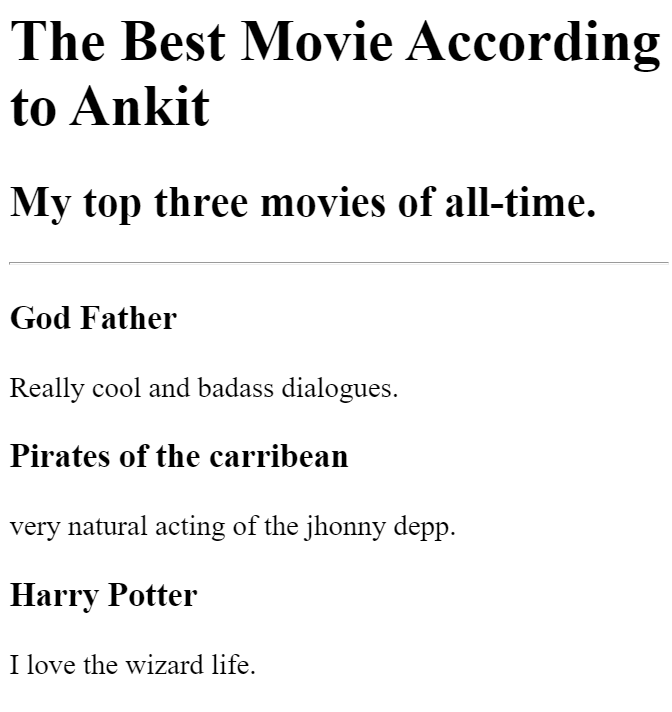 The Best Movie According
to Ankit
My top three movies of all-time.
God Father
Really cool and badass dialogues.
Pirates of the carribean
very natural acting of the jhonny depp.
Harry Potter
I love the wizard life.